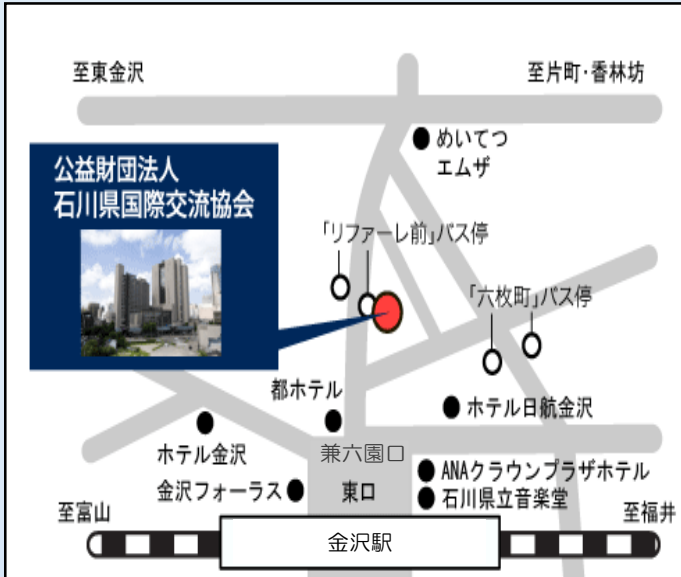 至東金沢
至片町・香林坊
めいてつ
エムザ
公益財団法人
石川県国際交流協会
「リファーレ前」バス停
「六枚町」バス停
都ホテル
ホテル日航金沢
ホテル金沢
兼六園口
ANAクラウンプラザホテル
金沢フォーラス
東口
石川県立音楽堂
至富山
至福井
金沢駅